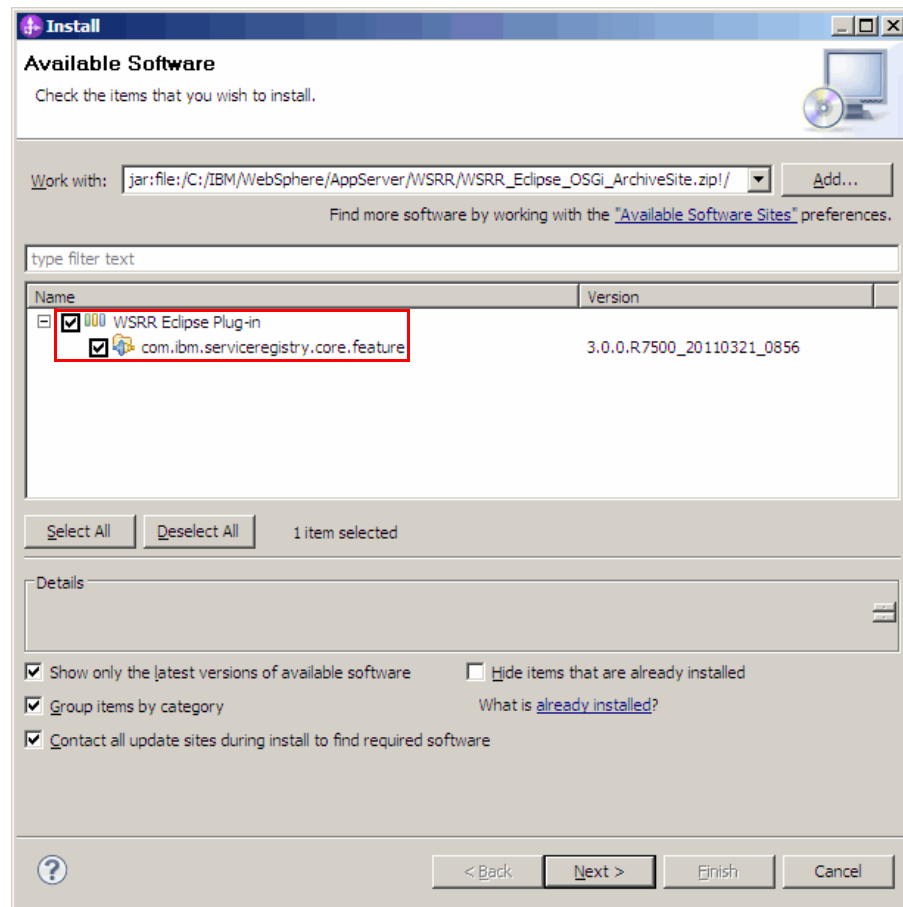 Install
Available Software
Check the items that you wish to install.
Work with: jar:file:/C:/IBM/WebSphere/AppServer/WSRR/WSRR_Eclipse_OSGi_ArchiveSite.zip!/ Add...
Find more software by working with the "Available Software Sites" preferences.
type filter text
Name Version
WSRR Eclipse Plug-in
com.ibm.serviceregistry.core.feature 3.0.0.R7500_20110321_0856
Select All Deselect All 1 item selected
Details
Show only the latest versions of available software Hide items that are already installed
Group items by category What is already installed?
Contact all update sites during install to find required software
? < Back Next > Finish Cancel